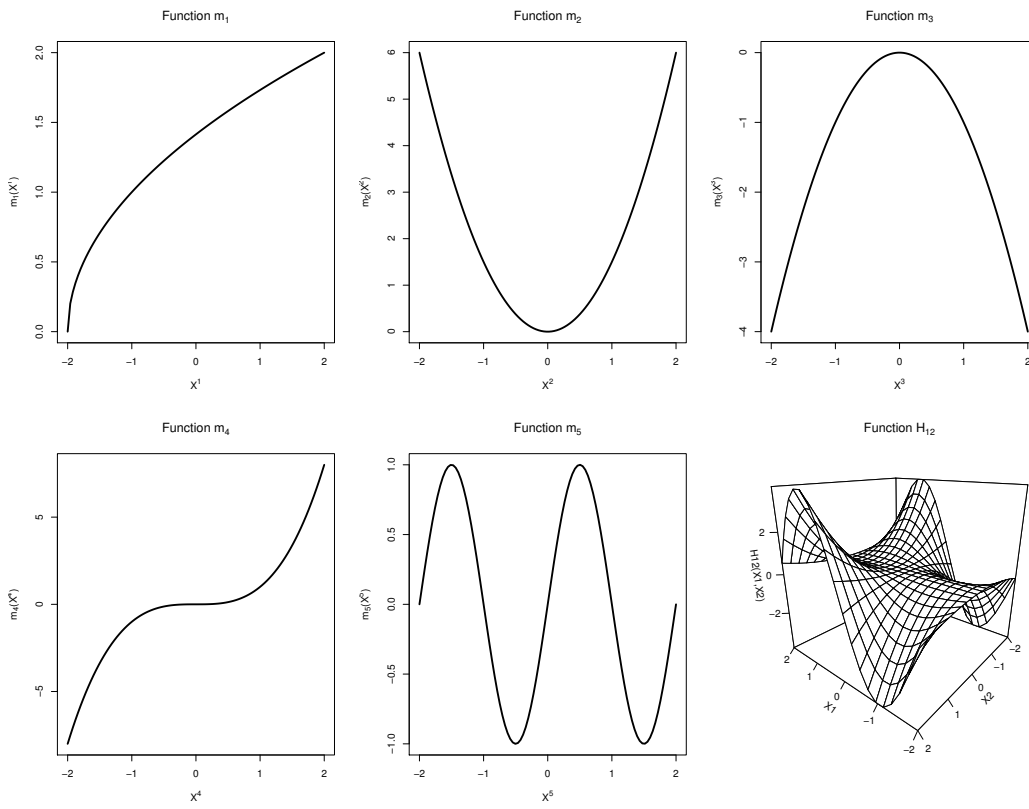 Function m₁
Function m₂
Function m₃
2.0
1.5
1.0
0.5
0.0
m₁(X¹)
−2 −1 0 1 2
X¹
6
5
4
3
2
1
0
m₂(X²)
−2 −1 0 1 2
X²
0
−1
−2
−3
−4
m₃(X³)
−2 −1 0 1 2
X³
Function m₄
Function m₅
Function H₁₂
5
0
−5
m₄(X⁴)
−2 −1 0 1 2
X⁴
1.0
0.5
0.0
−0.5
−1.0
m₅(X⁵)
−2 −1 0 1 2
X⁵
2
0
−2
H12(X1,X2)
2 1 0 −1 −2
X1
2 1 0 −1 −2
X2